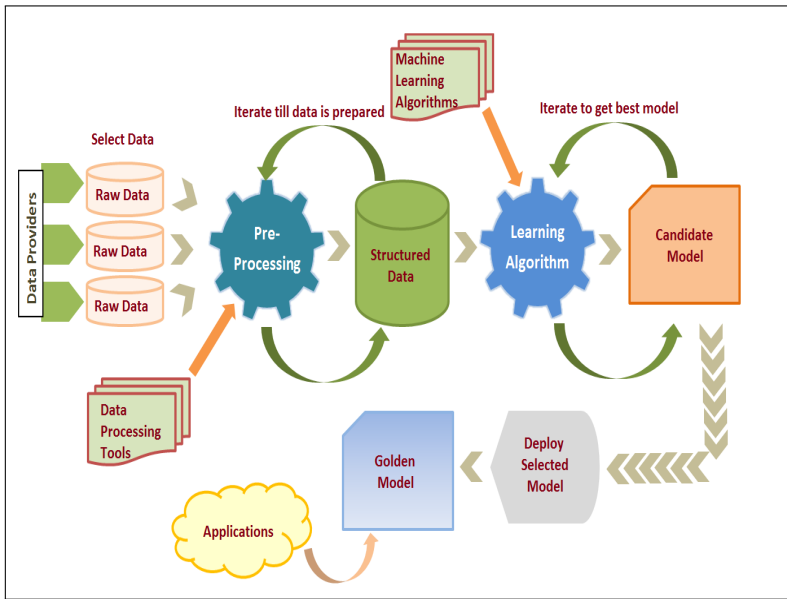 Machine
Learning
Algorithms
Iterate till data is prepared
Iterate to get best model
Select Data
Data Providers
Raw Data
Raw Data
Raw Data
Pre-
Processing
Structured
Data
Learning
Algorithm
Candidate
Model
Data
Processing
Tools
Golden
Model
Deploy
Selected
Model
Applications